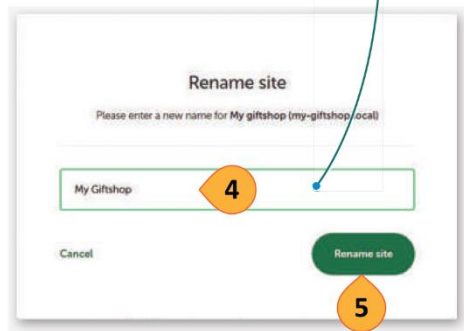 Rename site
Please enter a new name for My giftshop (my-giftshop.local)
My Giftshop
4
Cancel
Rename site
5